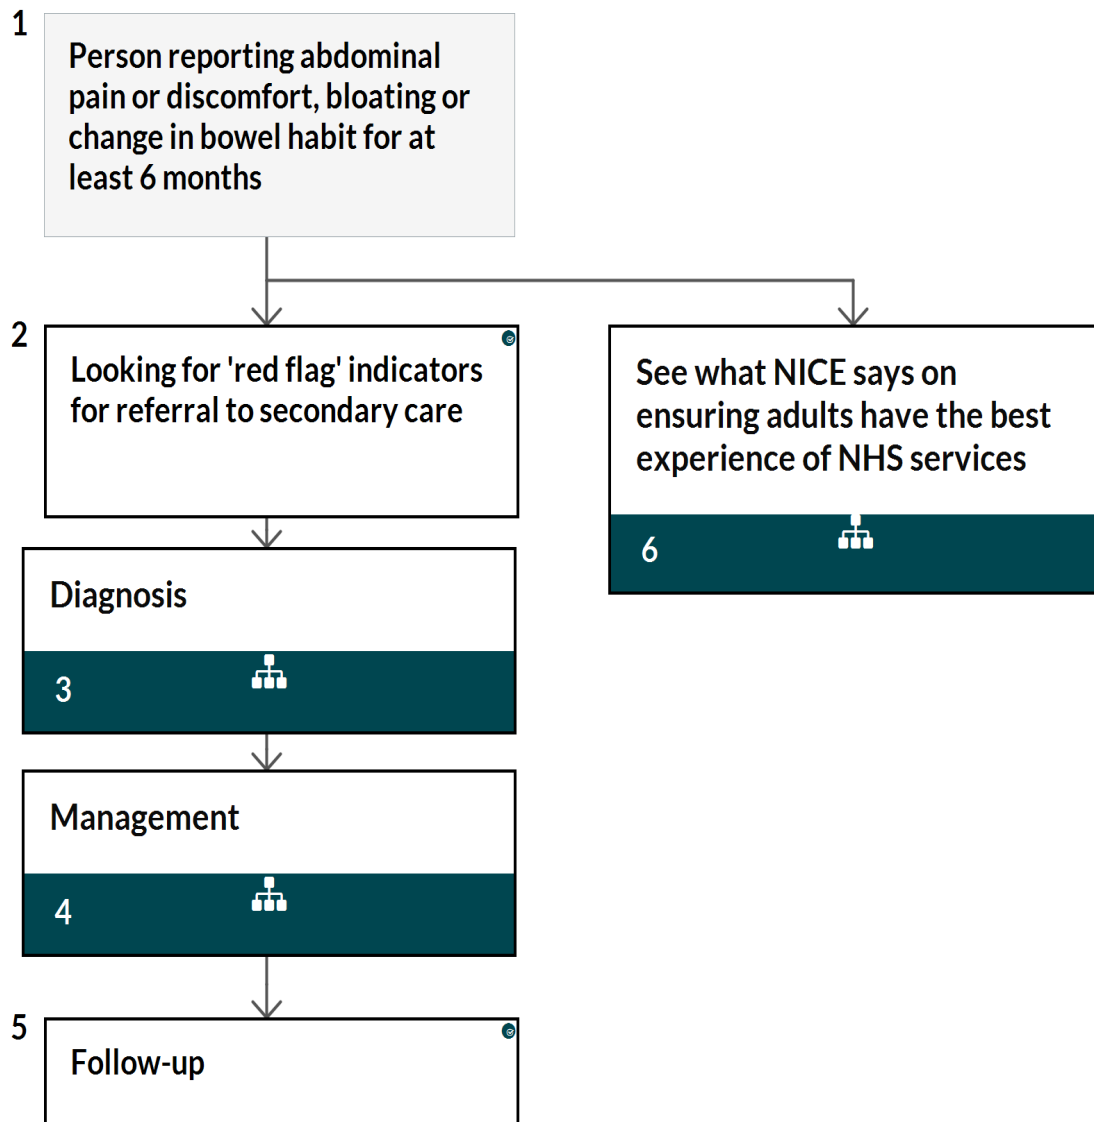 1
Person reporting abdominal
pain or discomfort, bloating or
change in bowel habit for at
least 6 months
2
Looking for 'red flag' indicators
for referral to secondary care
See what NICE says on
ensuring adults have the best
experience of NHS services
6
Diagnosis
3
Management
4
5
Follow-up